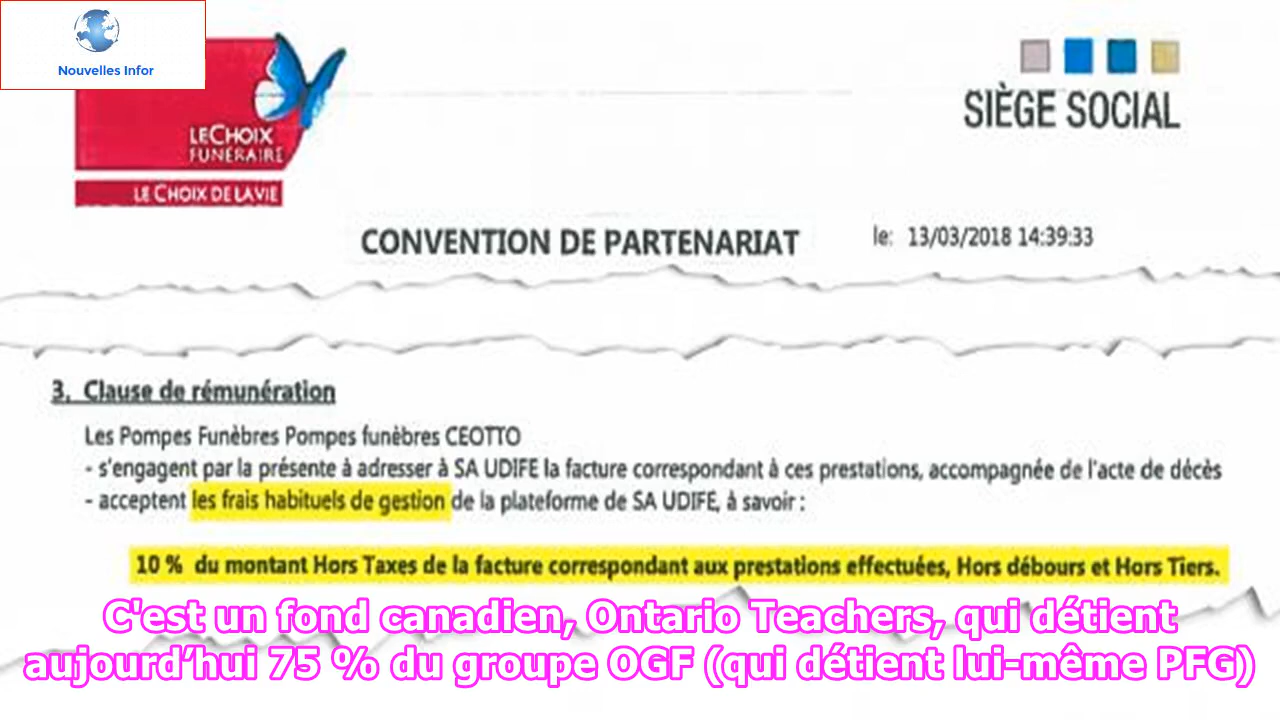 Nouvelles Infor
LECHOIX
FUNÉRAIRE
LE CHOIX DE LA VIE
SIÈGE SOCIAL
CONVENTION DE PARTENARIAT
le: 13/03/2018 14:39:33
3. Clause de rémunération
Les Pompes Funèbres Pompes funèbres CEOTTO
- s'engagent par la présente à adresser à SA UDIFE la facture correspondant à ces prestations, accompagnée de l'acte de décès
- acceptent les frais habituels de gestion de la plateforme de SA UDIFE, à savoir :
10 % du montant Hors Taxes de la facture correspondant aux prestations effectuées, Hors débours et Hors Tiers.
C'est un fond canadien, Ontario Teachers, qui détient
aujourd’hui 75 % du groupe OGF (qui détient lui-même PFG)